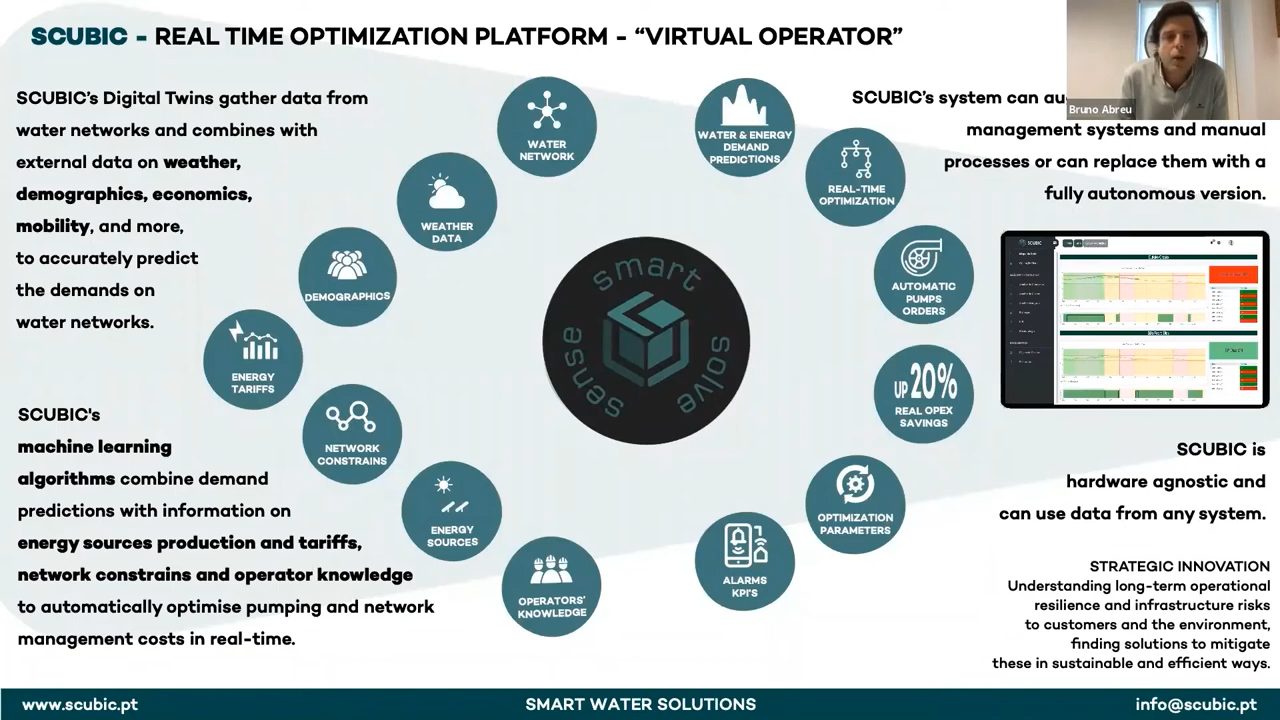 SCUBIC - REAL TIME OPTIMIZATION PLATFORM - “VIRTUAL OPERATOR”
Bruno Abreu
SCUBIC’s Digital Twins gather data from
water networks and combines with
external data on weather,
demographics, economics,
mobility, and more,
to accurately predict
the demands on
water networks.
SCUBIC's
machine learning
algorithms combine demand
predictions with information on
energy sources production and tariffs,
network constrains and operator knowledge
to automatically optimise pumping and network
management costs in real-time.
WATER
NETWORK
WEATHER
DATA
DEMOGRAPHICS
ENERGY
TARIFFS
NETWORK
CONSTRAINS
ENERGY
SOURCES
OPERATORS’
KNOWLEDGE
smart
sense
solve
WATER & ENERGY
DEMAND
PREDICTIONS
REAL-TIME
OPTIMIZATION
AUTOMATIC
PUMPS
ORDERS
UP 20%
REAL OPEX
SAVINGS
OPTIMIZATION
PARAMETERS
ALARMS
KPI'S
SCUBIC’s system can
management systems and manual
processes or can replace them with a
fully autonomous version.
SCUBIC
SCUBIC is
hardware agnostic and
can use data from any system.
STRATEGIC INNOVATION
Understanding long-term operational
resilience and infrastructure risks
to customers and the environment,
finding solutions to mitigate
these in sustainable and efficient ways.
www.scubic.pt
SMART WATER SOLUTIONS
info@scubic.pt